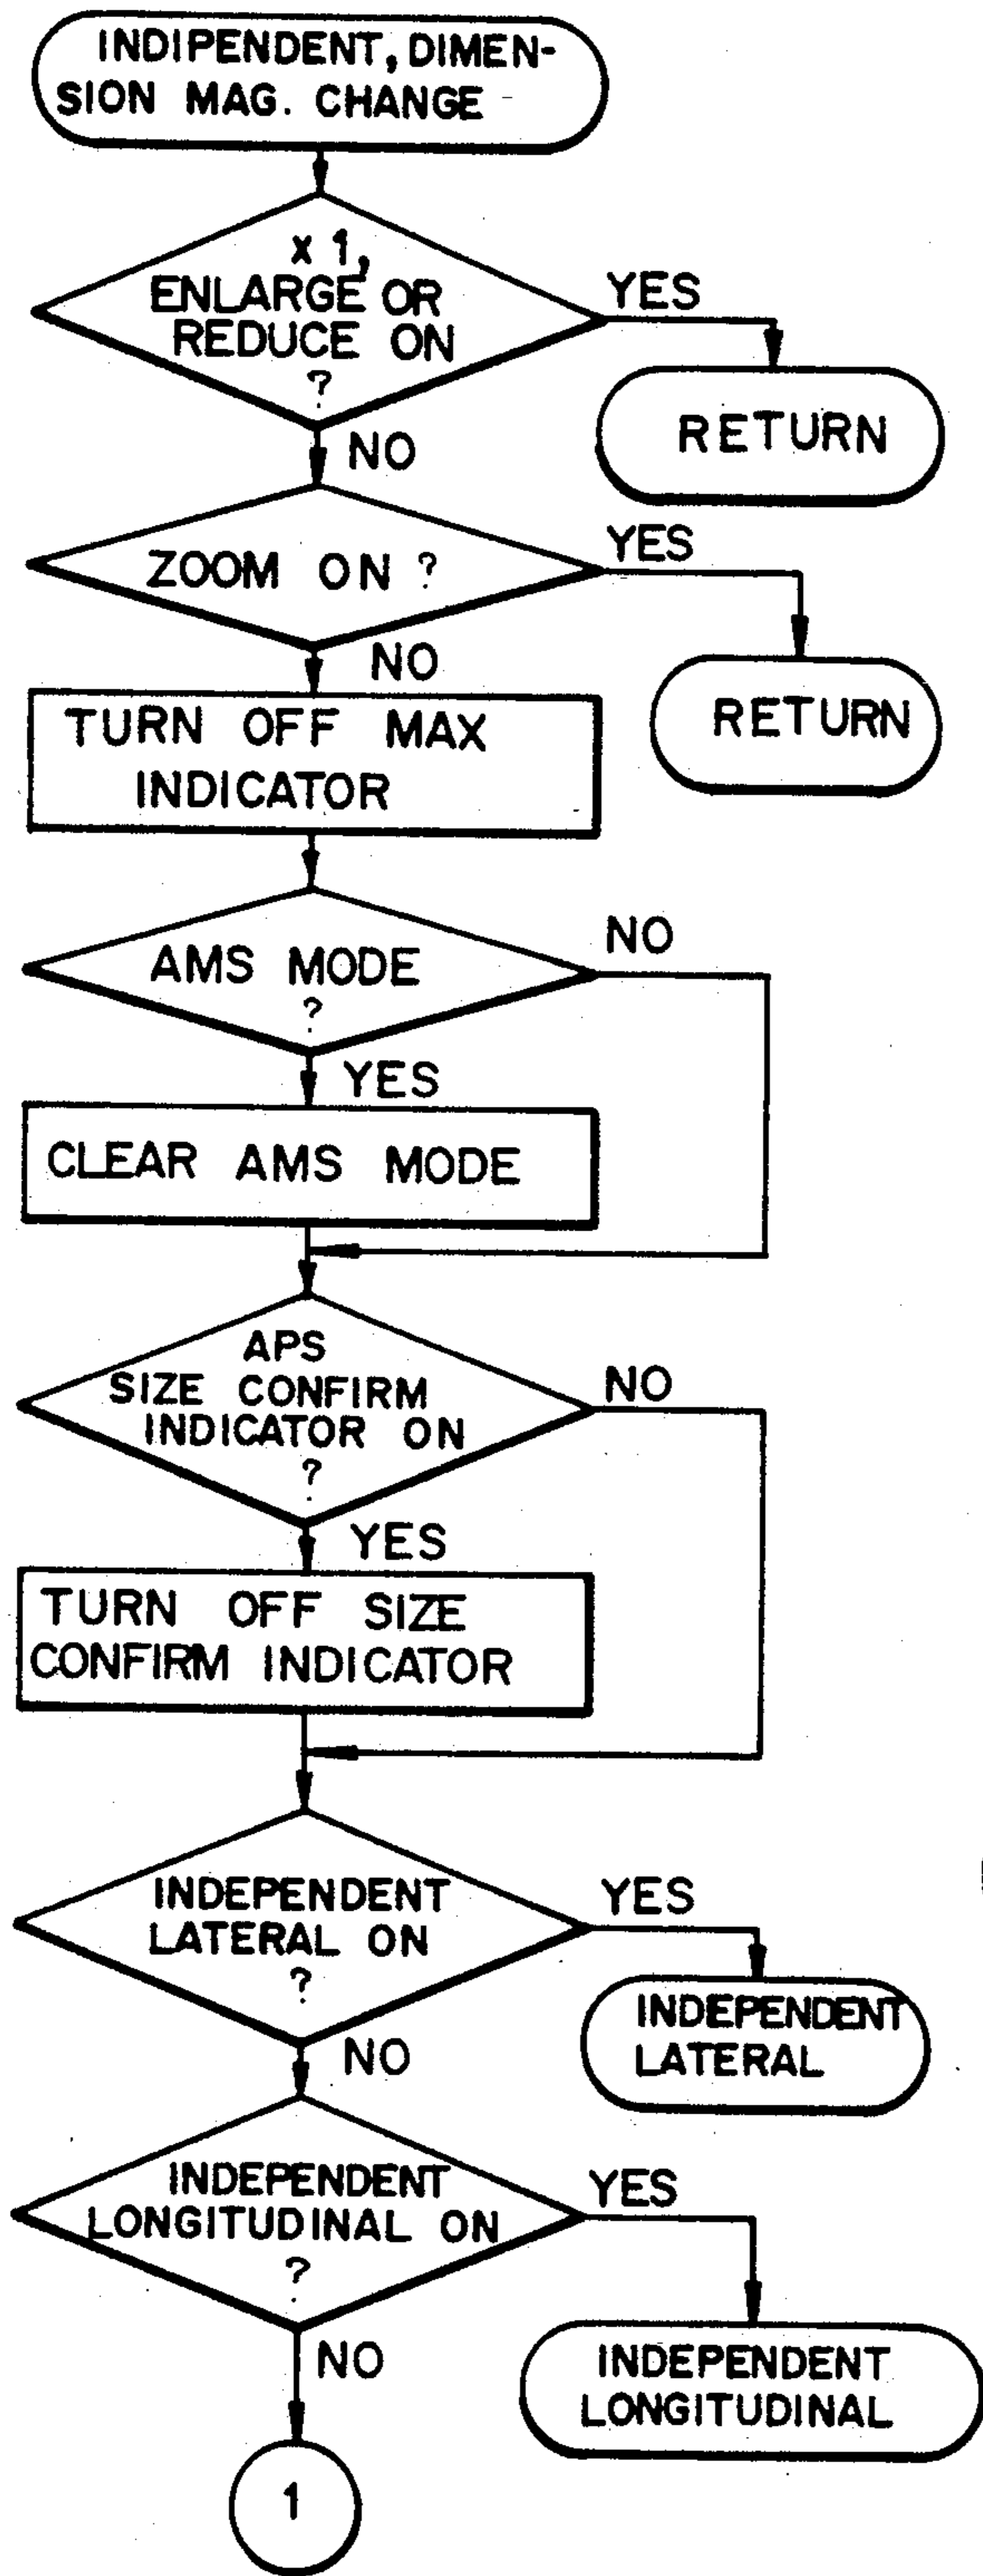 INDIPENDENT, DIMEN-
SION MAG. CHANGE
x 1,
ENLARGE OR
REDUCE ON
?
YES
RETURN
NO
ZOOM ON ?
YES
RETURN
NO
TURN OFF MAX
INDICATOR
AMS MODE
?
NO
YES
CLEAR AMS MODE
APS
SIZE CONFIRM
INDICATOR ON
?
NO
YES
TURN OFF SIZE
CONFIRM INDICATOR
INDEPENDENT
LATERAL ON
?
YES
INDEPENDENT
LATERAL
NO
INDEPENDENT
LONGITUDINAL ON
?
YES
INDEPENDENT
LONGITUDINAL
NO
1